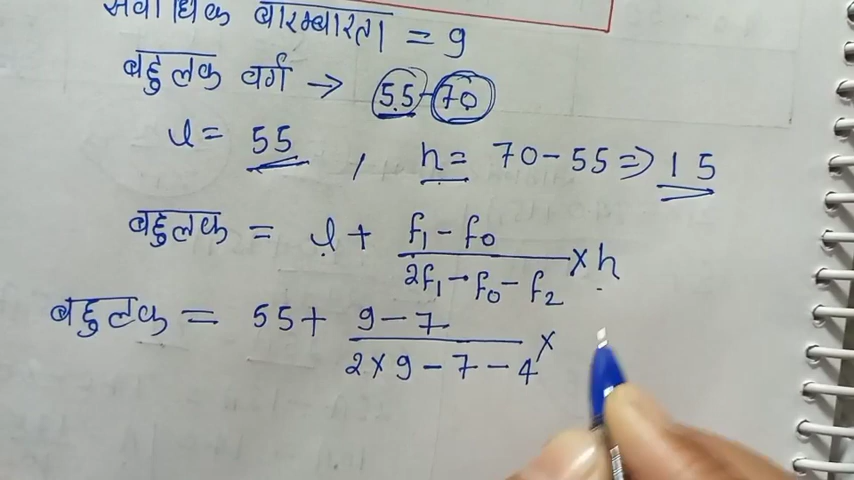 सर्वाधिक बारम्बारता = 9
बहुलक वर्ग → 55-70
l = 55 , h = 70-55 => 15
बहुलक = l + (f₁ - f₀)/(2f₁ - f₀ - f₂) × h
बहुलक = 55 + (9 - 7)/(2×9 - 7 - 4) ×